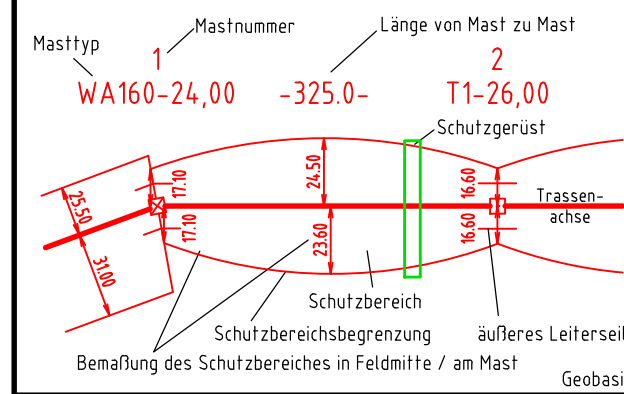 Mastnummer
Länge von Mast zu Mast
Masttyp
1
2
WA160-24,00
-325.0-
T1-26,00
Schutzgerüst
17.10
24.50
16.60
25.50
Trassen-
achse
17.10
23.60
16.60
31.00
Schutzbereich
Schutzbereichsbegrenzung
äußeres Leiterseil
Bemaßung des Schutzbereiches in Feldmitte / am Mast
Geobasi